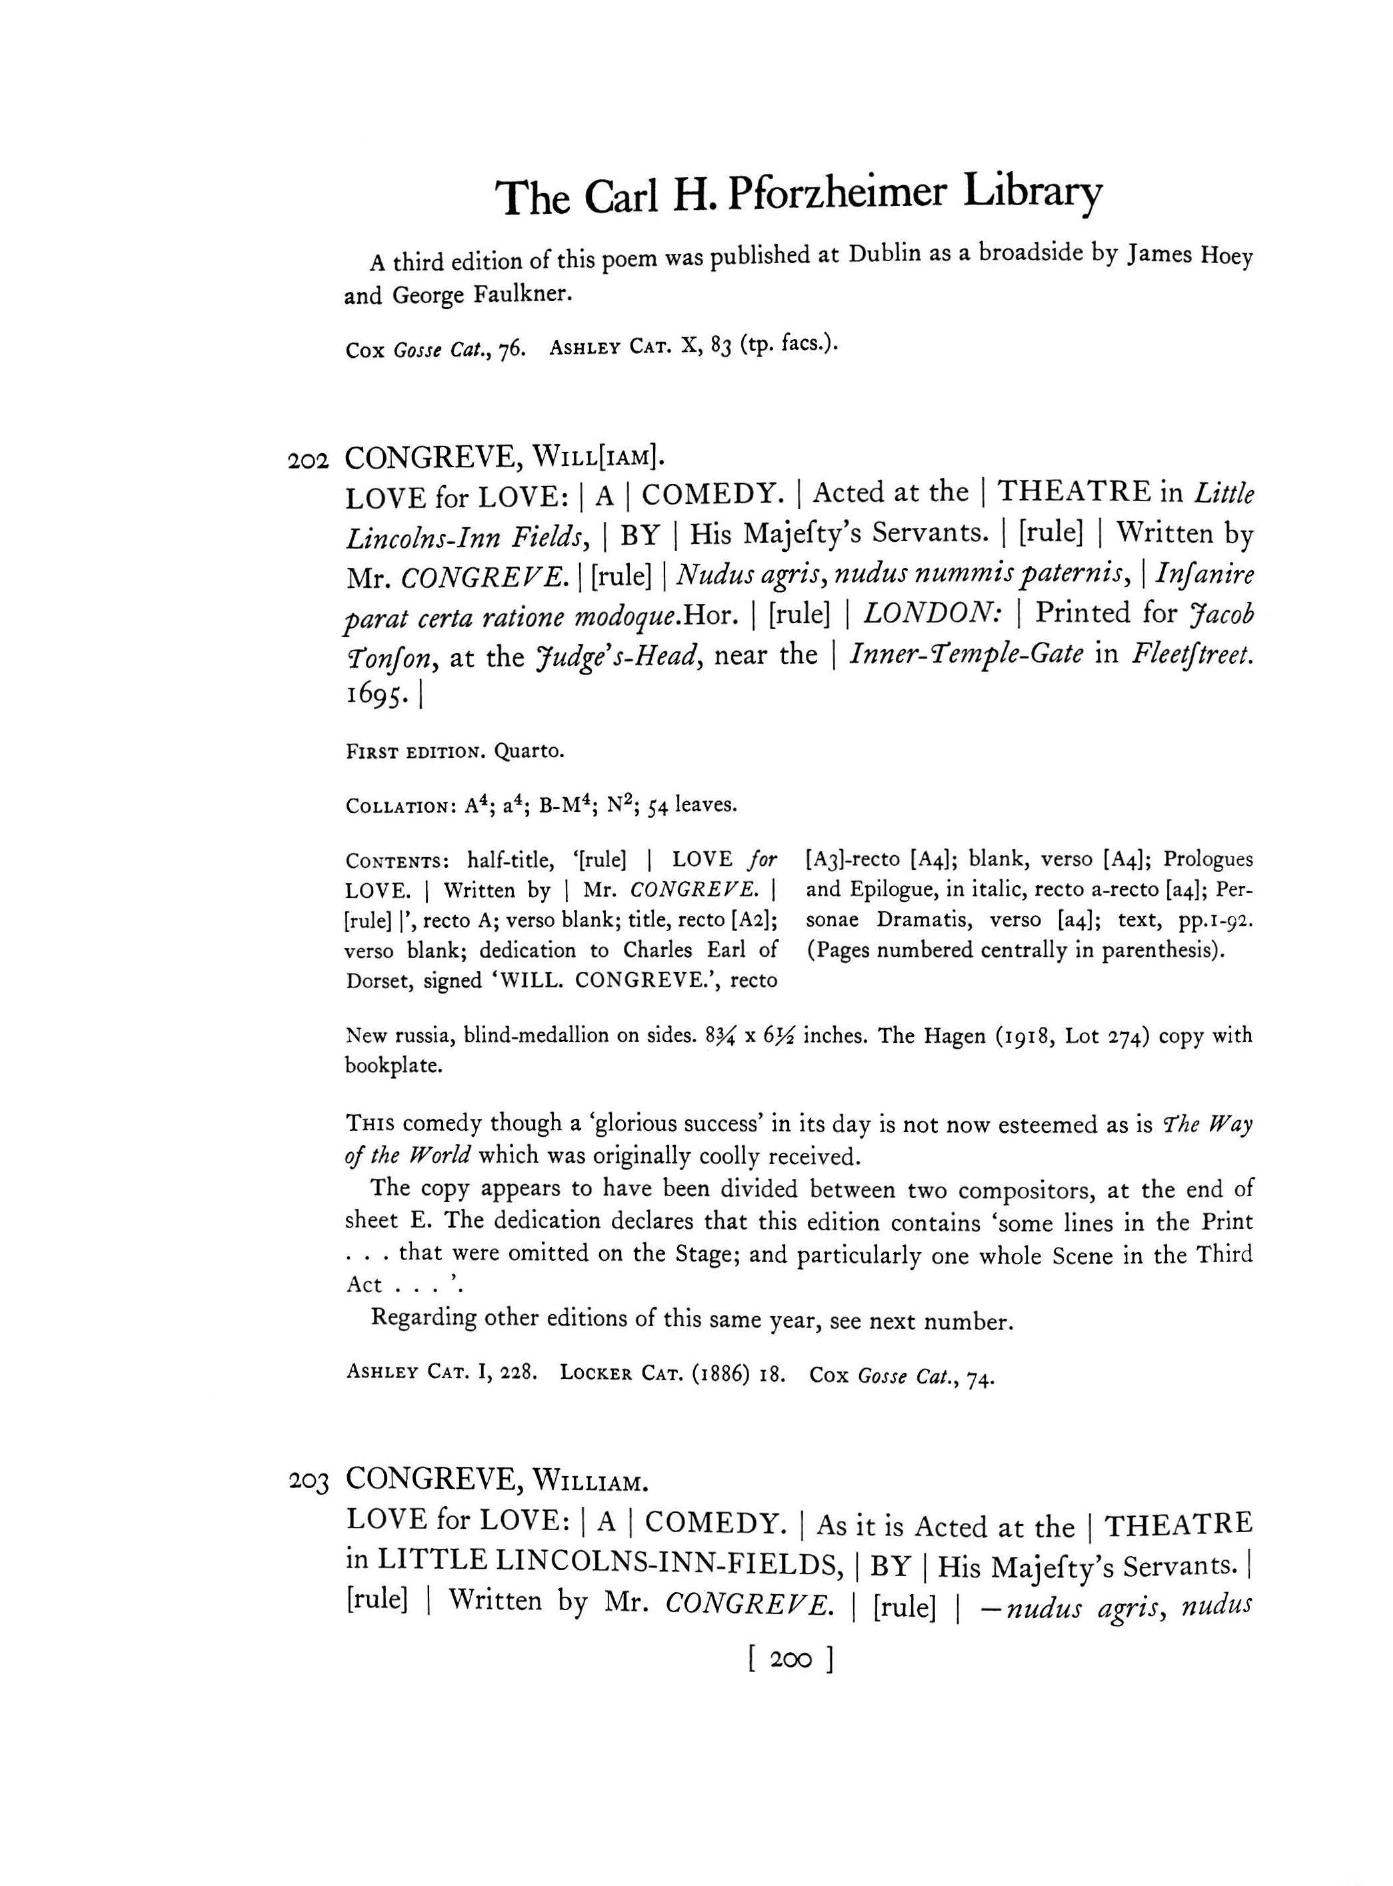 The Carl H. Pforzheimer Library
A third edition of this poem was published at Dublin as a broadside by James Hoey
and George Faulkner.
Cox Gosse Cat., 76. Ashley Cat. X, 83 (tp. facs.).
202 CONGREVE, Will[iam].
LOVE for LOVE: | A | COMEDY. | Acted at the | THEATRE in Little
Lincolns-Inn Fields, | BY | His Majeſty's Servants. | [rule] | Written by
Mr. CONGREVE. | [rule] | Nudus agris, nudus nummis paternis, | Inſanire
parat certa ratione modoque.Hor. | [rule] | LONDON: | Printed for Jacob
Tonſon, at the Judge's-Head, near the | Inner-Temple-Gate in Fleetſtreet.
1695. |
First edition. Quarto.
Collation: A⁴; a⁴; B-M⁴; N²; 54 leaves.
Contents: half-title, '[rule] | LOVE for
LOVE. | Written by | Mr. CONGREVE. |
[rule] |', recto A; verso blank; title, recto [A2];
verso blank; dedication to Charles Earl of
Dorset, signed 'WILL. CONGREVE.', recto
[A3]-recto [A4]; blank, verso [A4]; Prologues
and Epilogue, in italic, recto a-recto [a4]; Per-
sonae Dramatis, verso [a4]; text, pp.1-92.
(Pages numbered centrally in parenthesis).
New russia, blind-medallion on sides. 8¾ x 6½ inches. The Hagen (1918, Lot 274) copy with
bookplate.
This comedy though a 'glorious success' in its day is not now esteemed as is The Way
of the World which was originally coolly received.
The copy appears to have been divided between two compositors, at the end of
sheet E. The dedication declares that this edition contains 'some lines in the Print
. . . that were omitted on the Stage; and particularly one whole Scene in the Third
Act . . . '.
Regarding other editions of this same year, see next number.
Ashley Cat. I, 228. Locker Cat. (1886) 18. Cox Gosse Cat., 74.
203 CONGREVE, William.
LOVE for LOVE: | A | COMEDY. | As it is Acted at the | THEATRE
in LITTLE LINCOLNS-INN-FIELDS, | BY | His Majeſty's Servants. |
[rule] | Written by Mr. CONGREVE. | [rule] | —nudus agris, nudus
[ 200 ]